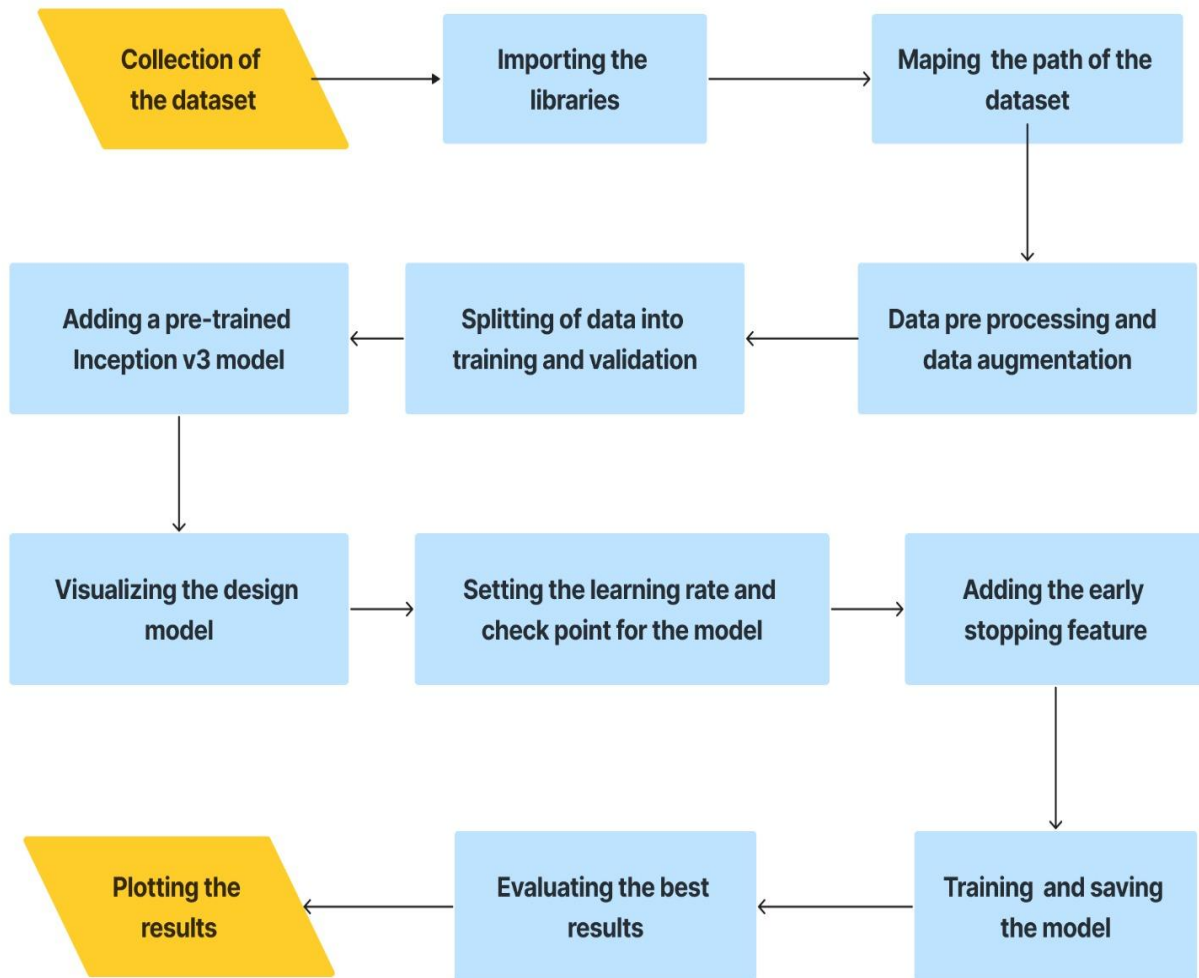 Collection of
the dataset
Importing the
libraries
Maping the path of the
dataset
Data pre processing and
data augmentation
Splitting of data into
training and validation
Adding a pre-trained
Inception v3 model
Visualizing the design
model
Setting the learning rate and
check point for the model
Adding the early
stopping feature
Training and saving
the model
Evaluating the best
results
Plotting the
results